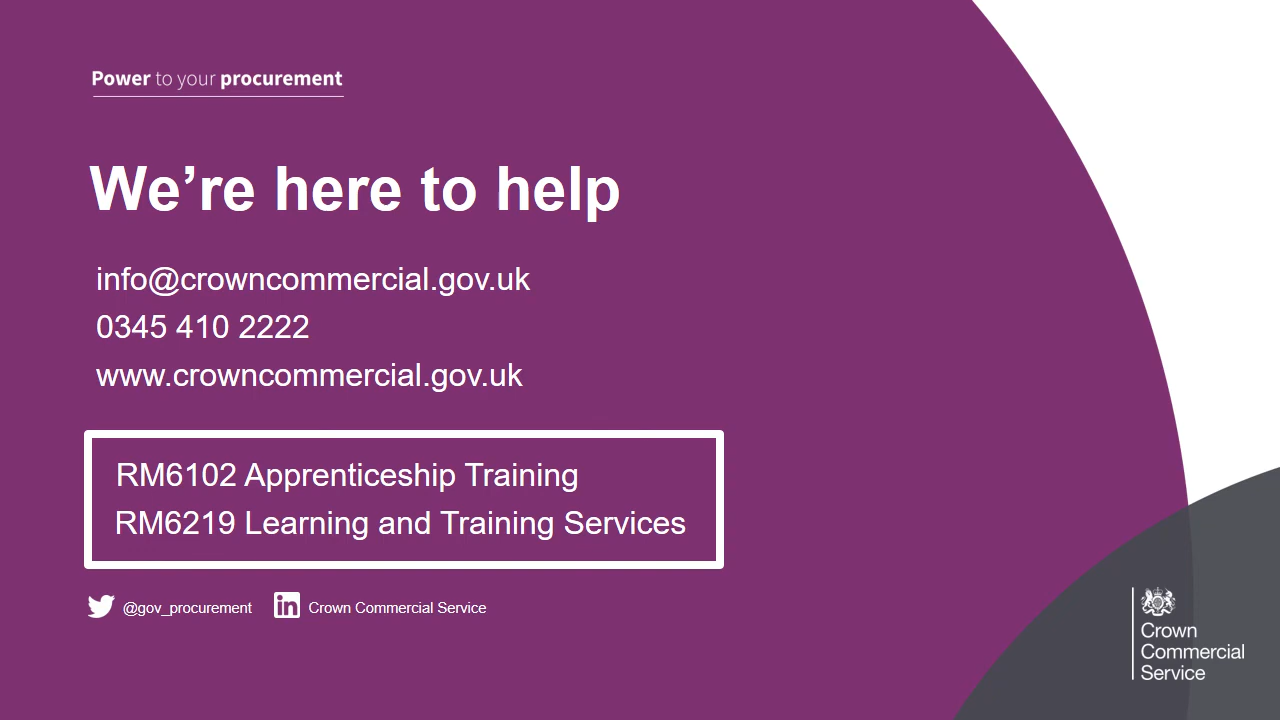 Power to your procurement
We’re here to help
info@crowncommercial.gov.uk
0345 410 2222
www.crowncommercial.gov.uk
RM6102 Apprenticeship Training
RM6219 Learning and Training Services
@gov_procurement
in Crown Commercial Service
Crown
Commercial
Service